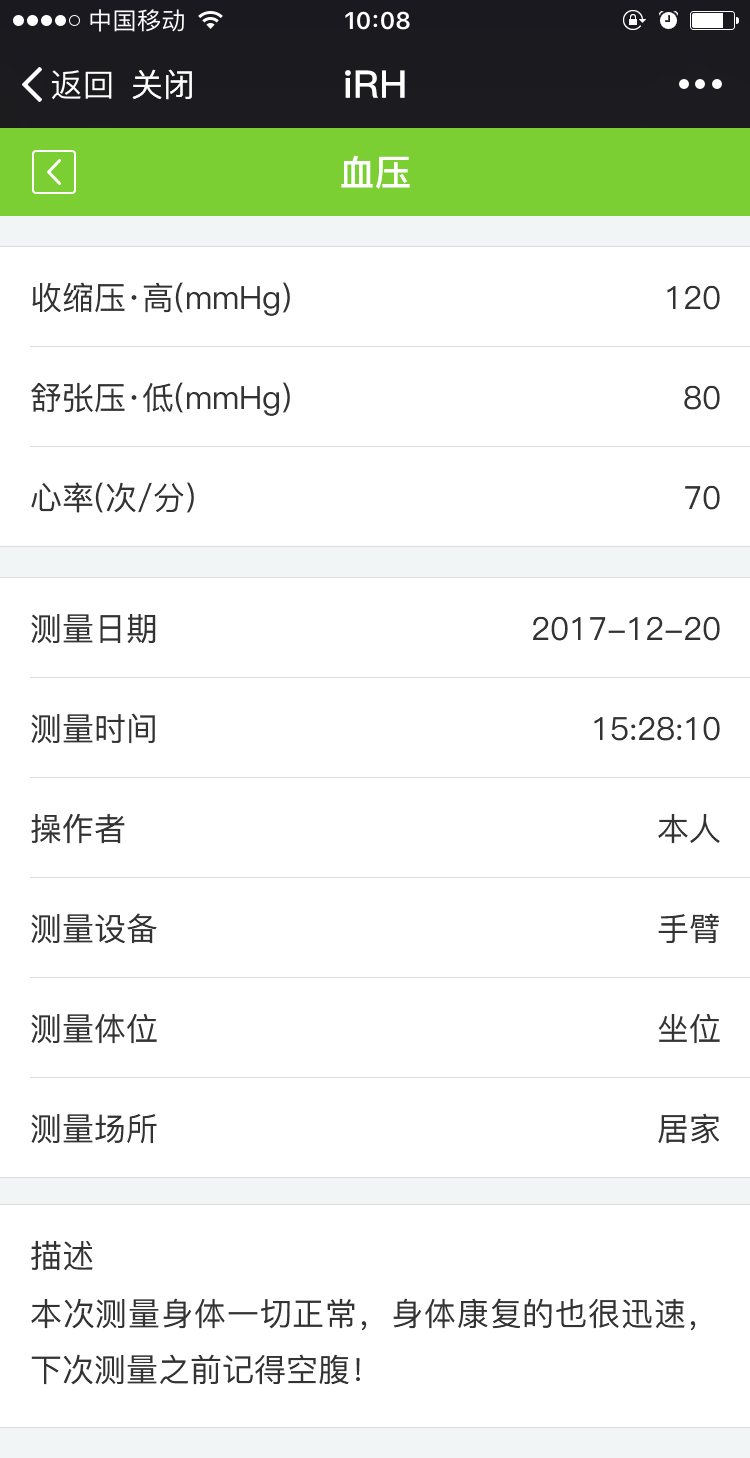 中国移动 10:08
返回 关闭 iRH
血压
收缩压·高(mmHg) 120
舒张压·低(mmHg) 80
心率(次/分) 70
测量日期 2017-12-20
测量时间 15:28:10
操作者 本人
测量设备 手臂
测量体位 坐位
测量场所 居家
描述
本次测量身体一切正常，身体康复的也很迅速，
下次测量之前记得空腹！